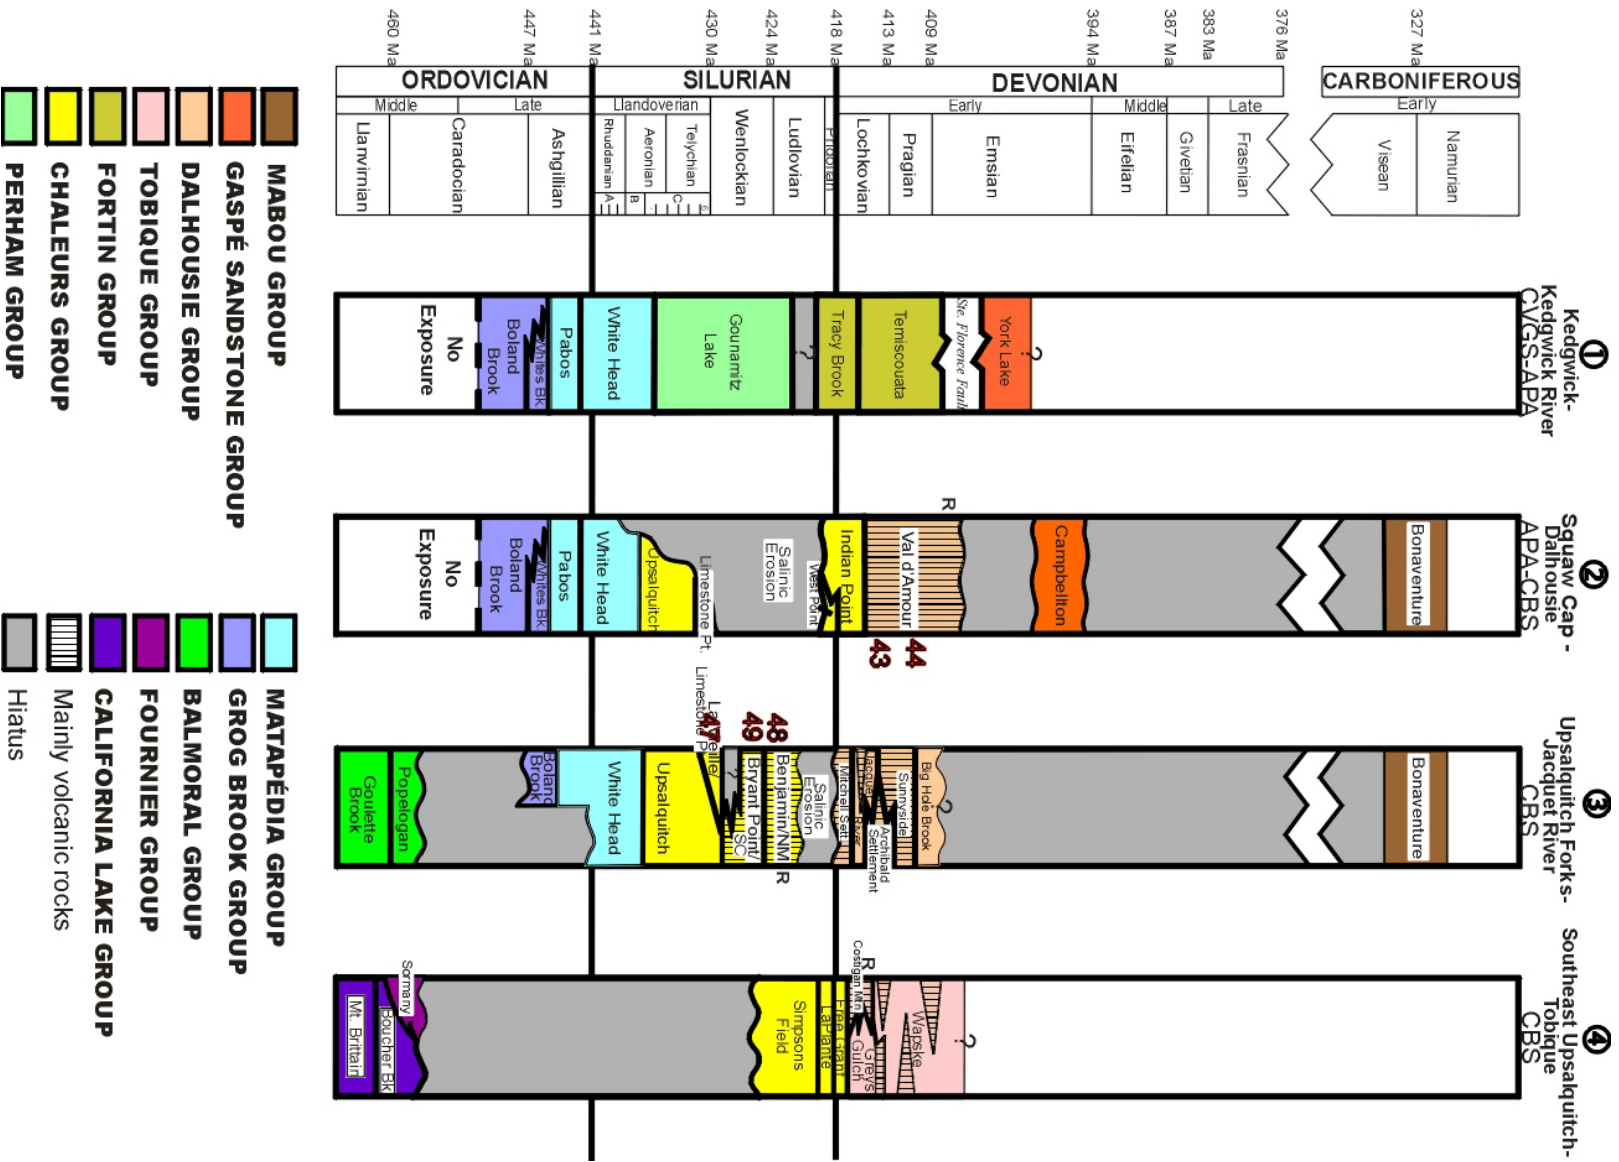 ①
Kedgwick-
Kedgwick River
CVGS-APA
②
Squaw Cap -
Dalhousie
APA-CBS
③
Upsalquitch Forks-
Jacquet River
CBS
④
Southeast Upsalquitch-
Tobique
CBS
CARBONIFEROUS
Early
Namurian
Visean
327 Ma
DEVONIAN
Late
Middle
Early
Frasnian
Givetian
Eifelian
Emsian
Pragian
Lochkovian
376 Ma
383 Ma
387 Ma
394 Ma
409 Ma
413 Ma
418 Ma
SILURIAN
Pridolian
Ludlovian
Wenlockian
Llandoverian
Telychian
Aeronian
Rhuddanian
C
B
A
6
424 Ma
430 Ma
441 Ma
ORDOVICIAN
Late
Middle
Ashgillian
Caradocian
Llanvirnian
447 Ma
460 Ma
?
York Lake
Ste. Florence Fault
Temiscouata
Tracy Brook
?
Gounamitz
Lake
White Head
Pabos
Whites Bk.
Boland
Brook
No
Exposure
Bonaventure
Campbellton
R
Val d'Amour
44
43
Indian Point
West Point
Salinic
Erosion
Limestone Pt.
Upsalquitch
White Head
Pabos
Whites Bk.
Boland
Brook
No
Exposure
Bonaventure
?
Big Hole Brook
Sunnyside
Archibald
Settlement
Jacquet River
Mitchell Settl.
Salinic
Erosion
R
48
Benjamin/NM
49
Bryant Point/
SC
?
47
Limestone Pt.
Upsalquitch
White Head
Boland
Brook
Popelogan
Goulette
Brook
?
Wapske
R
Costigan Mtn.
Greys
Gulch
Free Grant
LaPlante
Simpsons
Field
Sormany
Boucher Bk
Mt. Brittain
MABOU GROUP
GASPÉ SANDSTONE GROUP
DALHOUSIE GROUP
TOBIQUE GROUP
FORTIN GROUP
CHALEURS GROUP
PERHAM GROUP
MATAPÉDIA GROUP
GROG BROOK GROUP
BALMORAL GROUP
FOURNIER GROUP
CALIFORNIA LAKE GROUP
Mainly volcanic rocks
Hiatus